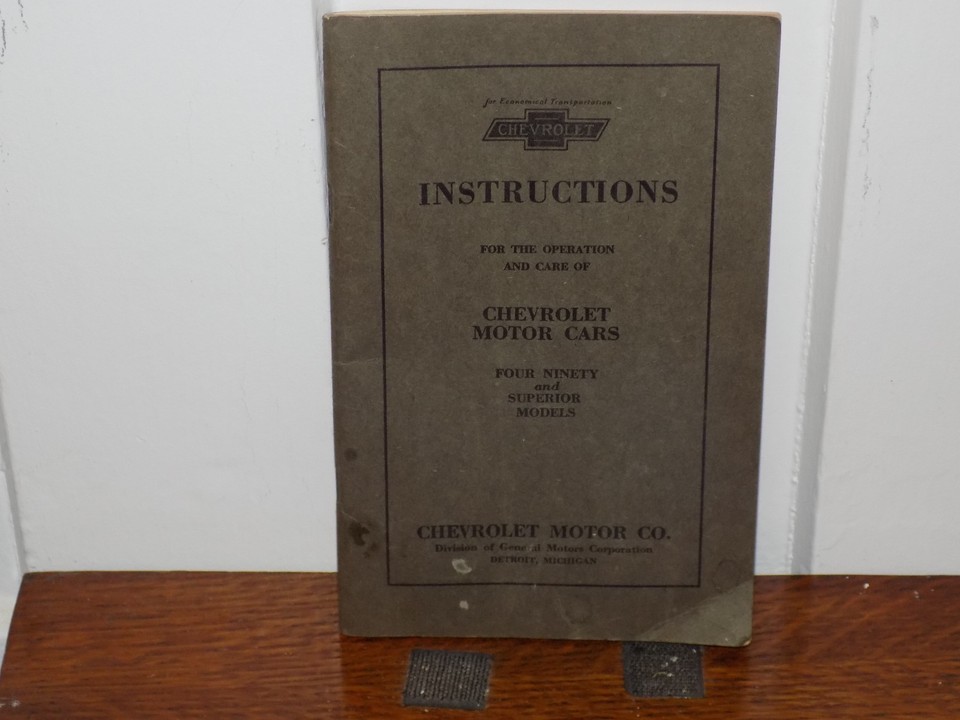 for Economical Transportation
CHEVROLET
INSTRUCTIONS
FOR THE OPERATION
AND CARE OF
CHEVROLET
MOTOR CARS
FOUR NINETY
and
SUPERIOR
MODELS
CHEVROLET MOTOR CO.
Division of General Motors Corporation
DETROIT, MICHIGAN